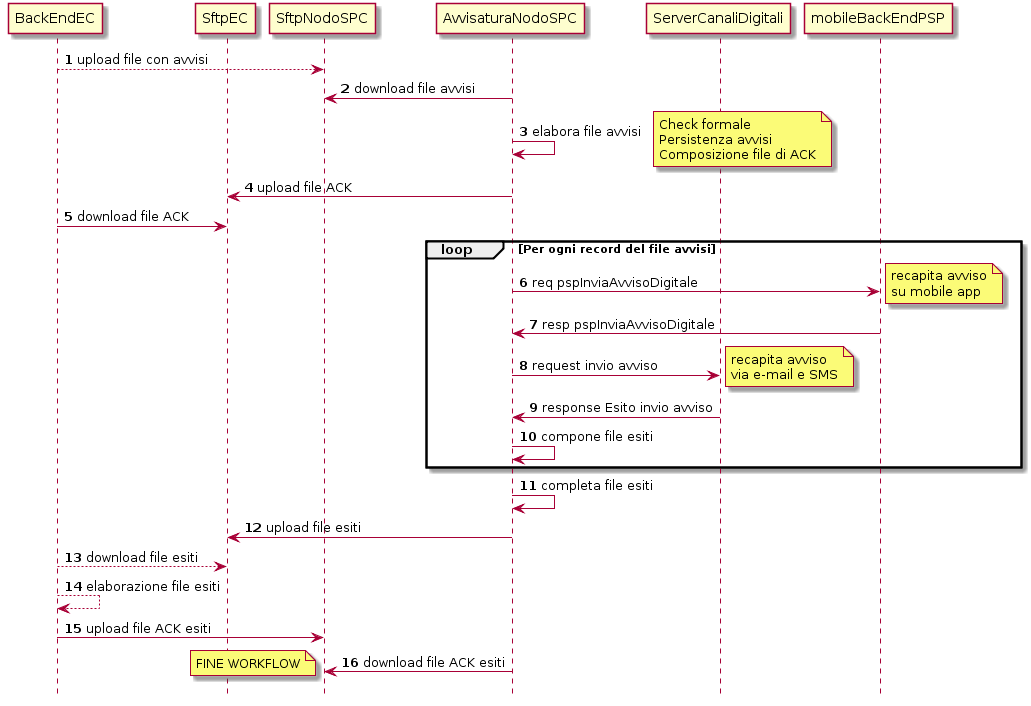 BackEndEC
SftpEC
SftpNodoSPC
AvvisaturaNodoSPC
ServerCanaliDigitali
mobileBackEndPSP
1 upload file con avvisi
2 download file avvisi
3 elabora file avvisi
Check formale
Persistenza avvisi
Composizione file di ACK
4 upload file ACK
5 download file ACK
loop
[Per ogni record del file avvisi]
6 req pspInviaAvvisoDigitale
recapita avviso
su mobile app
7 resp pspInviaAvvisoDigitale
8 request invio avviso
recapita avviso
via e-mail e SMS
9 response Esito invio avviso
10 compone file esiti
11 completa file esiti
12 upload file esiti
13 download file esiti
14 elaborazione file esiti
15 upload file ACK esiti
FINE WORKFLOW
16 download file ACK esiti